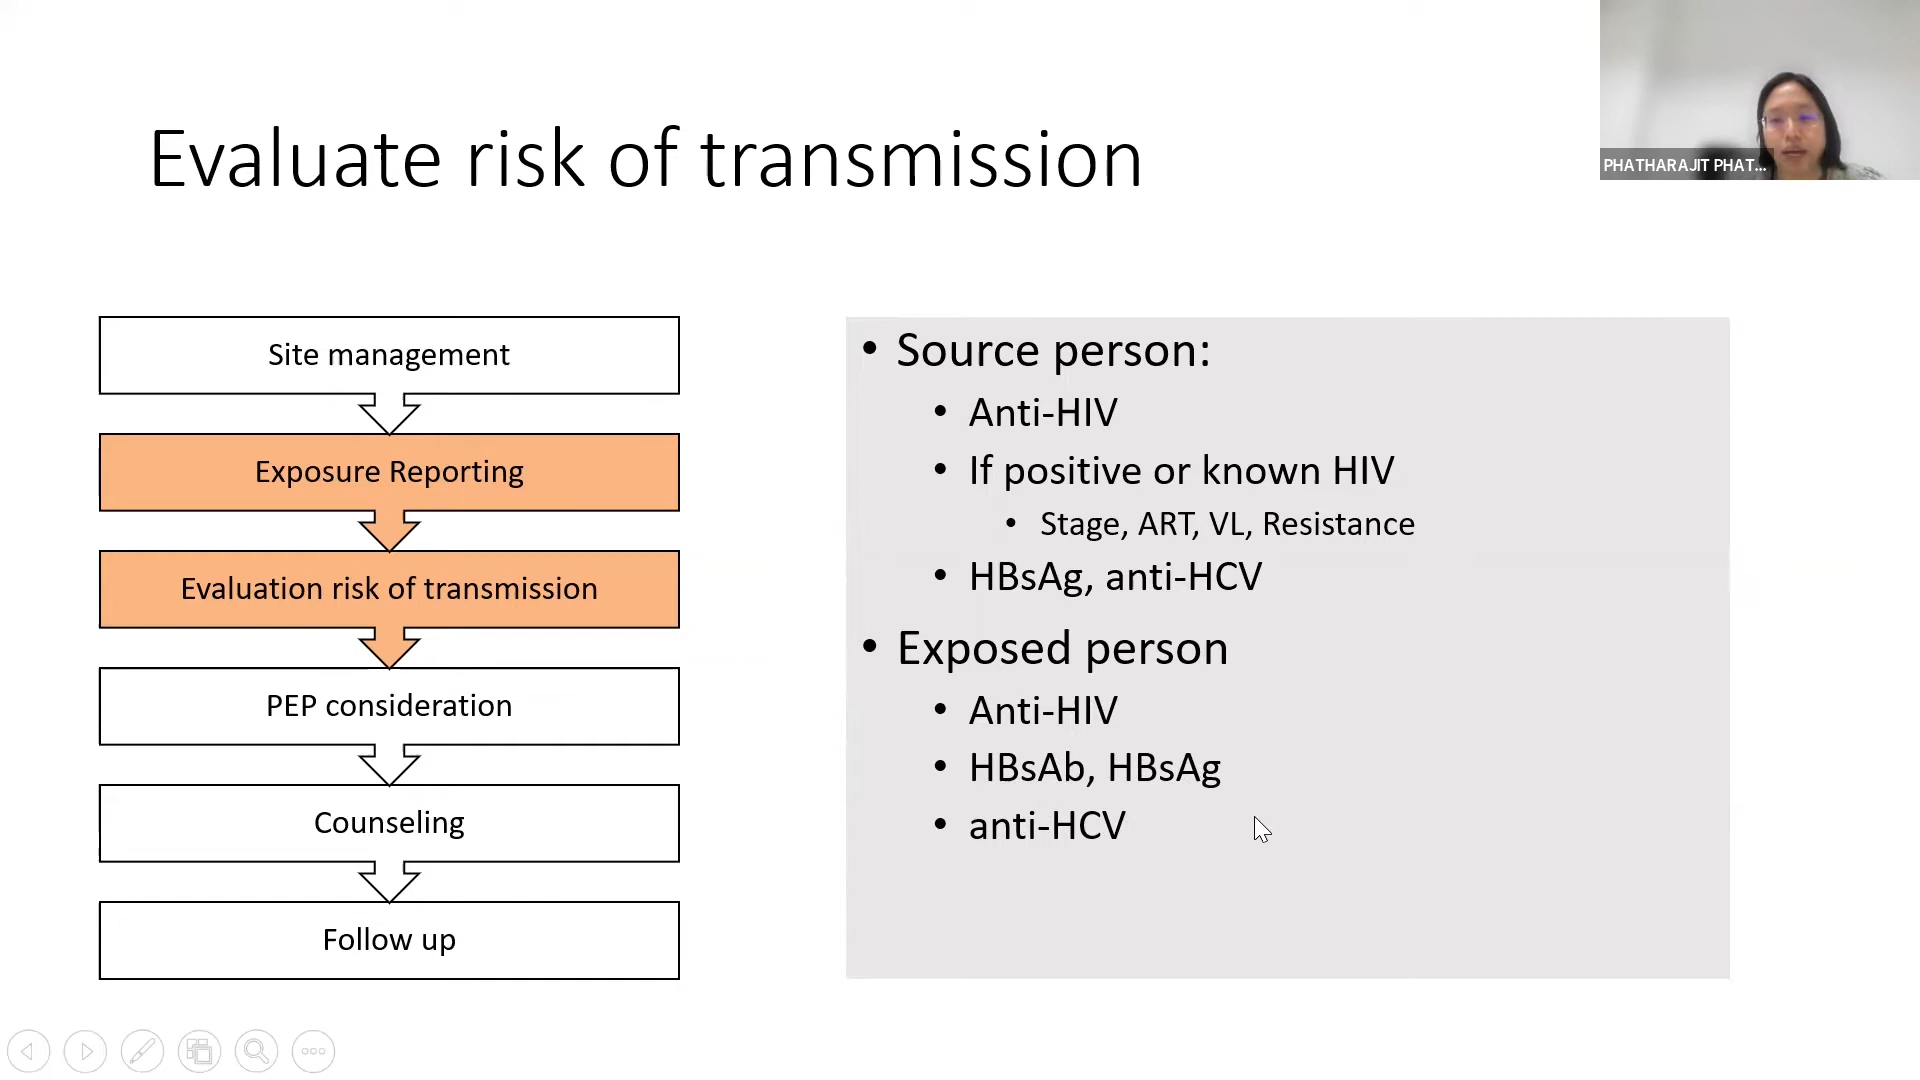 Evaluate risk of transmission
PHATHARAJIT PHAT...
Site management
Exposure Reporting
Evaluation risk of transmission
PEP consideration
Counseling
Follow up
• Source person:
• Anti-HIV
• If positive or known HIV
• Stage, ART, VL, Resistance
• HBsAg, anti-HCV
• Exposed person
• Anti-HIV
• HBsAb, HBsAg
• anti-HCV